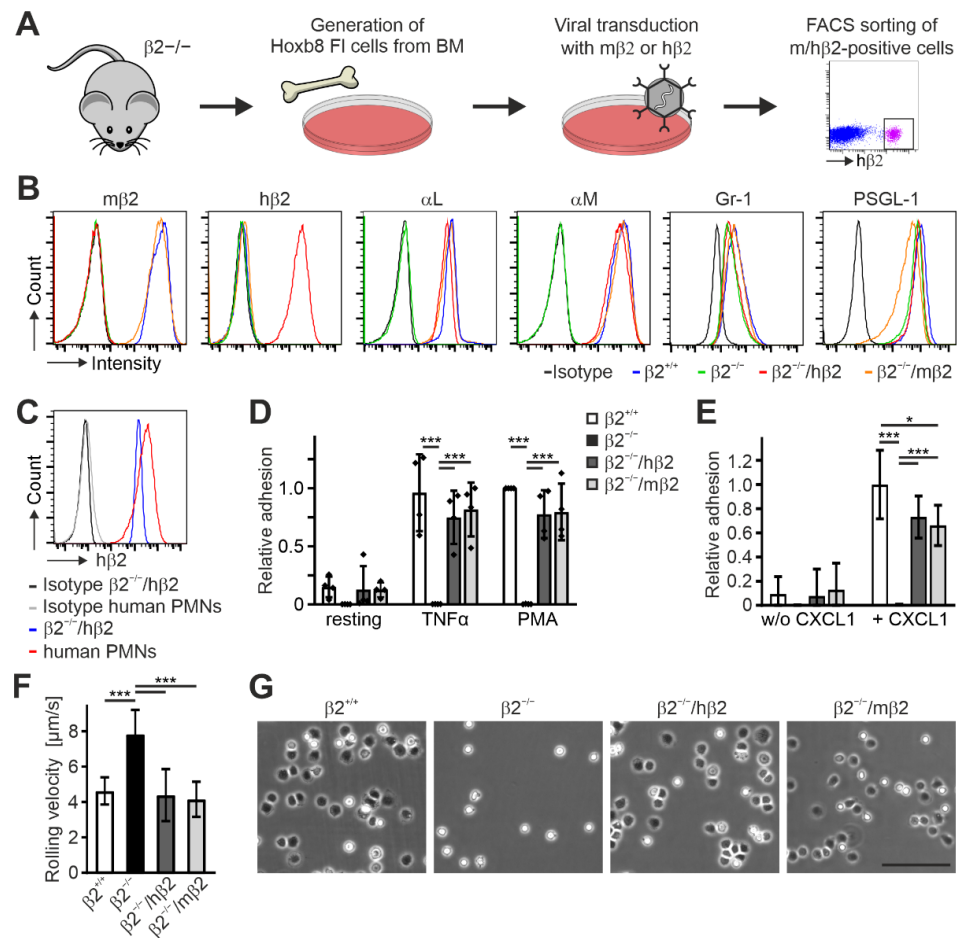 A
β2−/−
Generation of
Hoxb8 FI cells from BM
Viral transduction
with mβ2 or hβ2
FACS sorting of
m/hβ2-positive cells
hβ2
B
mβ2
hβ2
αL
αM
Gr-1
PSGL-1
Count
Intensity
Isotype
β2+/+
β2−/−
β2−/−/hβ2
β2−/−/mβ2
C
Count
hβ2
Isotype β2−/−/hβ2
Isotype human PMNs
β2−/−/hβ2
human PMNs
D
Relative adhesion
1.0
0.5
0
***
***
***
***
resting
TNFα
PMA
β2+/+
β2−/−
β2−/−/hβ2
β2−/−/mβ2
E
Relative adhesion
1.2
1.0
0.8
0.6
0.4
0.2
0
*
***
***
w/o CXCL1
+ CXCL1
F
Rolling velocity [µm/s]
8
6
4
2
0
***
***
β2+/+
β2−/−
β2−/−/hβ2
β2−/−/mβ2
G
β2+/+
β2−/−
β2−/−/hβ2
β2−/−/mβ2